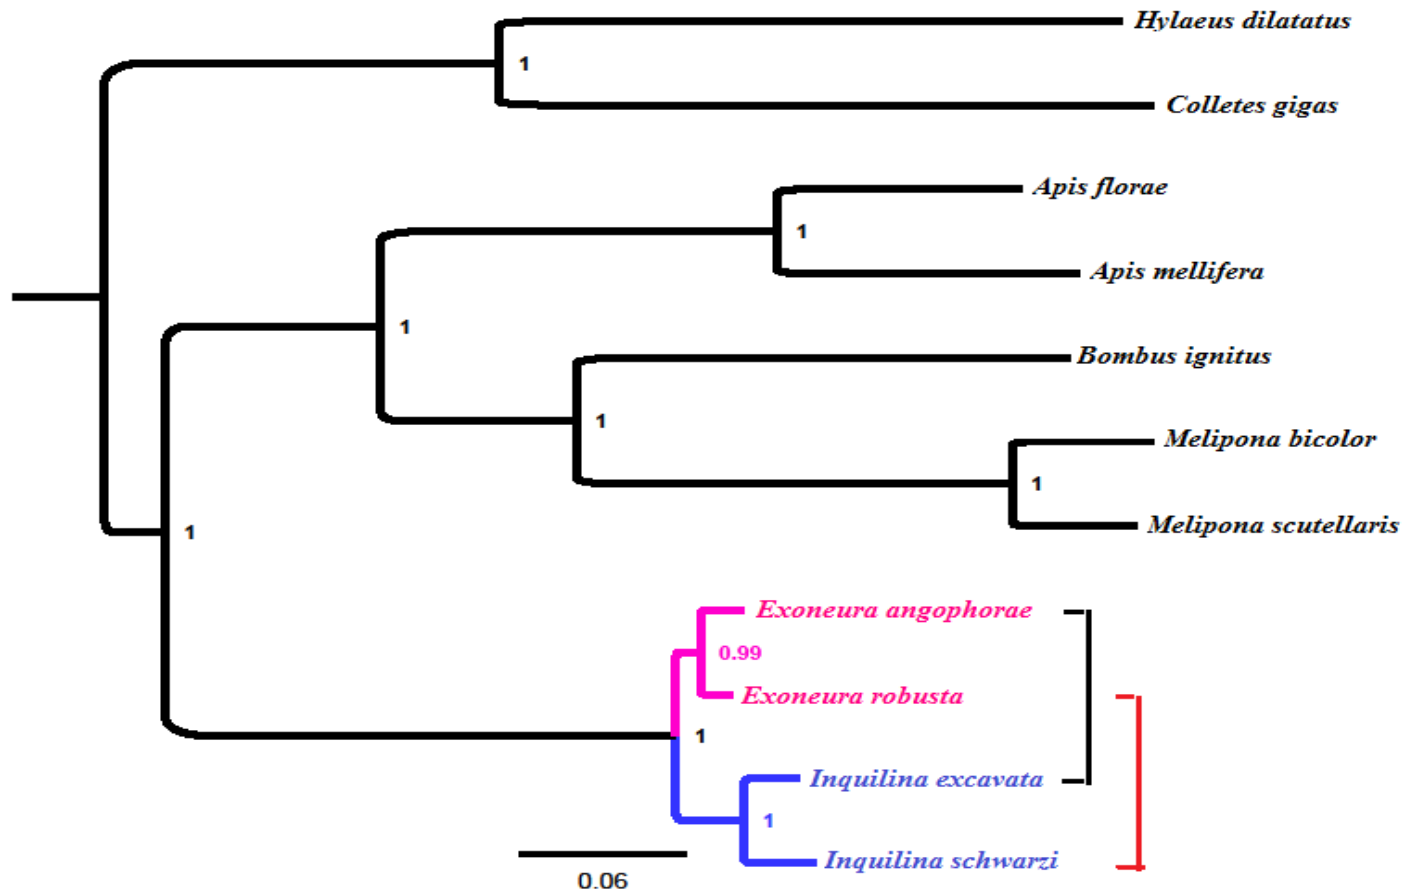 Hylaeus dilatatus
1
Colletes gigas
Apis florae
1
Apis mellifera
1
Bombus ignitus
1
Melipona bicolor
1
Melipona scutellaris
1
Exoneura angophorae
0.99
Exoneura robusta
1
Inquilina excavata
1
Inquilina schwarzi
0.06